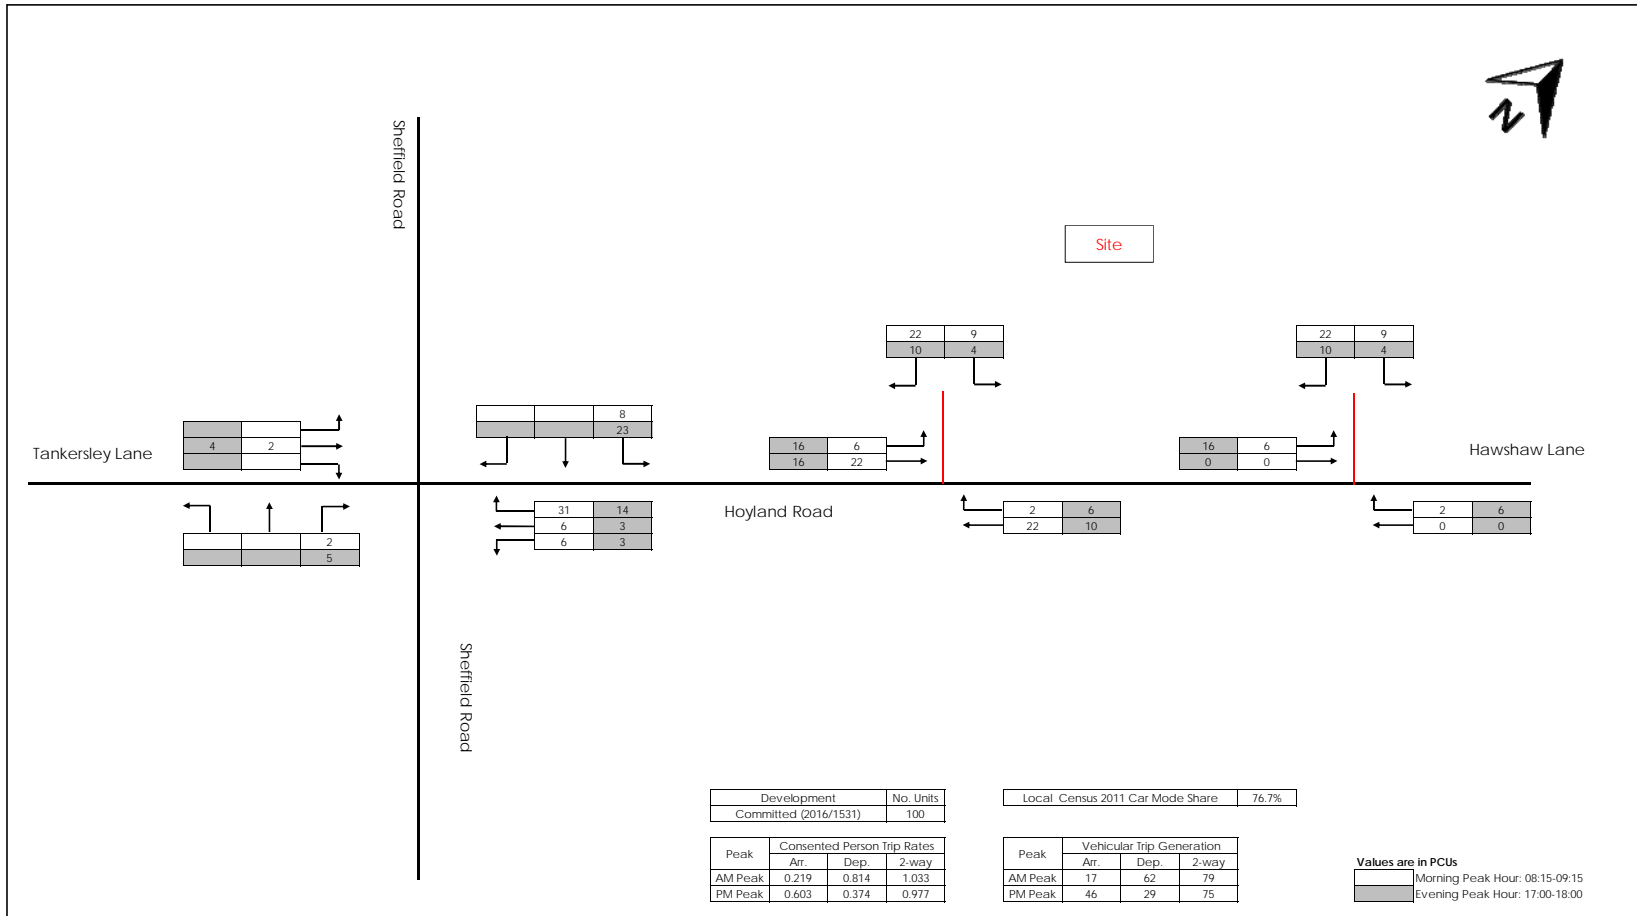 N
Sheffield Road
Site
22 9
10 4
22 9
10 4
8
23
4 2
Tankersley Lane
16 6
16 22
16 6
0 0
Hawshaw Lane
31 14
6 3
6 3
Hoyland Road
2 6
22 10
2 6
0 0
2
5
Sheffield Road
Development No. Units
Committed (2016/1531) 100
Local Census 2011 Car Mode Share 76.7%
Peak Consented Person Trip Rates
Arr. Dep. 2-way
AM Peak 0.219 0.814 1.033
PM Peak 0.603 0.374 0.977
Peak Vehicular Trip Generation
Arr. Dep. 2-way
AM Peak 17 62 79
PM Peak 46 29 75
Values are in PCUs
Morning Peak Hour: 08:15-09:15
Evening Peak Hour: 17:00-18:00